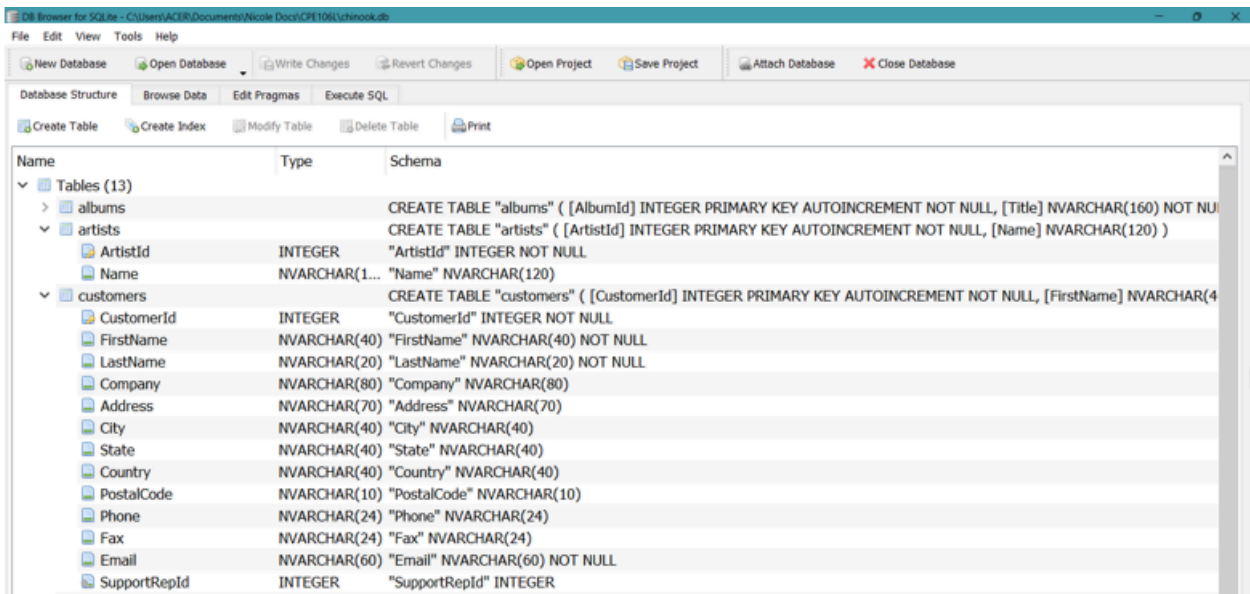 DB Browser for SQLite - C:\Users\ACER\Documents\Nicole Docs\CPE106L\chinook.db
File Edit View Tools Help
New Database Open Database Write Changes Revert Changes Open Project Save Project Attach Database Close Database
Database Structure Browse Data Edit Pragmas Execute SQL
Create Table Create Index Modify Table Delete Table Print
Name Type Schema
Tables (13)
albums CREATE TABLE "albums" ( [AlbumId] INTEGER PRIMARY KEY AUTOINCREMENT NOT NULL, [Title] NVARCHAR(160) NOT NU
artists CREATE TABLE "artists" ( [ArtistId] INTEGER PRIMARY KEY AUTOINCREMENT NOT NULL, [Name] NVARCHAR(120) )
ArtistId INTEGER "ArtistId" INTEGER NOT NULL
Name NVARCHAR(1... "Name" NVARCHAR(120)
customers CREATE TABLE "customers" ( [CustomerId] INTEGER PRIMARY KEY AUTOINCREMENT NOT NULL, [FirstName] NVARCHAR(4
CustomerId INTEGER "CustomerId" INTEGER NOT NULL
FirstName NVARCHAR(40) "FirstName" NVARCHAR(40) NOT NULL
LastName NVARCHAR(20) "LastName" NVARCHAR(20) NOT NULL
Company NVARCHAR(80) "Company" NVARCHAR(80)
Address NVARCHAR(70) "Address" NVARCHAR(70)
City NVARCHAR(40) "City" NVARCHAR(40)
State NVARCHAR(40) "State" NVARCHAR(40)
Country NVARCHAR(40) "Country" NVARCHAR(40)
PostalCode NVARCHAR(10) "PostalCode" NVARCHAR(10)
Phone NVARCHAR(24) "Phone" NVARCHAR(24)
Fax NVARCHAR(24) "Fax" NVARCHAR(24)
Email NVARCHAR(60) "Email" NVARCHAR(60) NOT NULL
SupportRepId INTEGER "SupportRepId" INTEGER